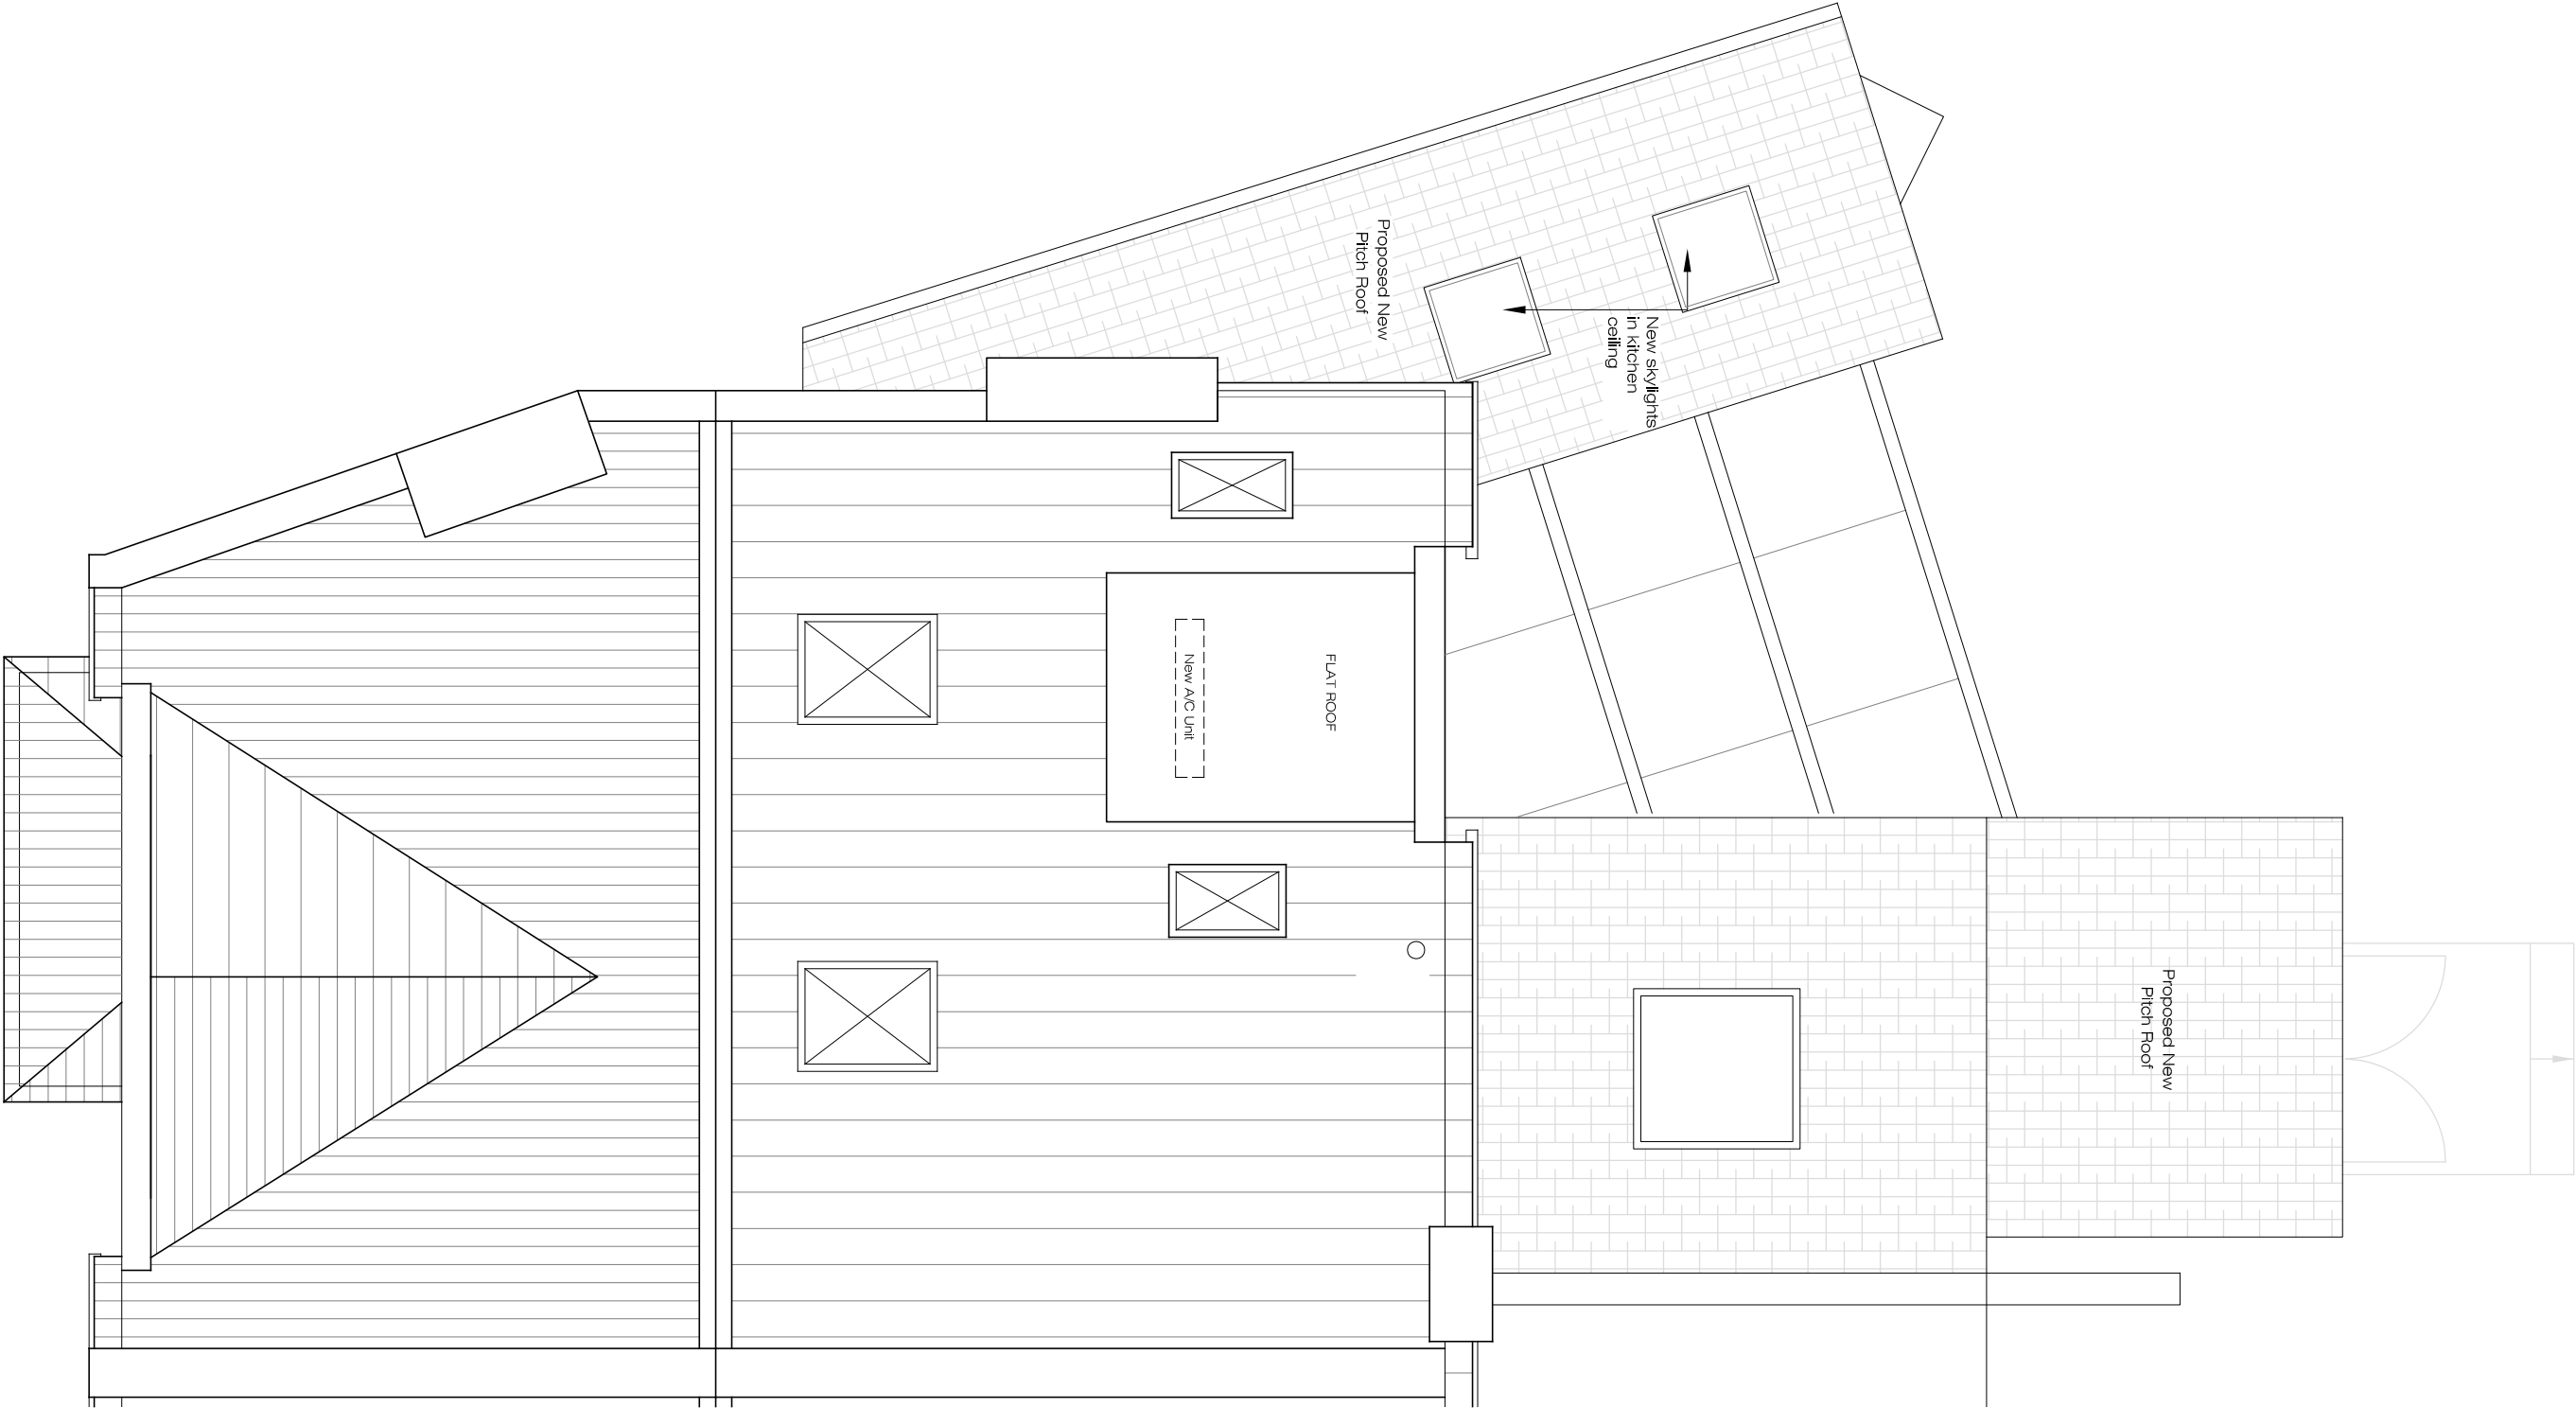 Proposed New
Pitch Roof
New skylights
in kitchen
ceiling
FLAT ROOF
New A/C Unit
Proposed New
Pitch Roof